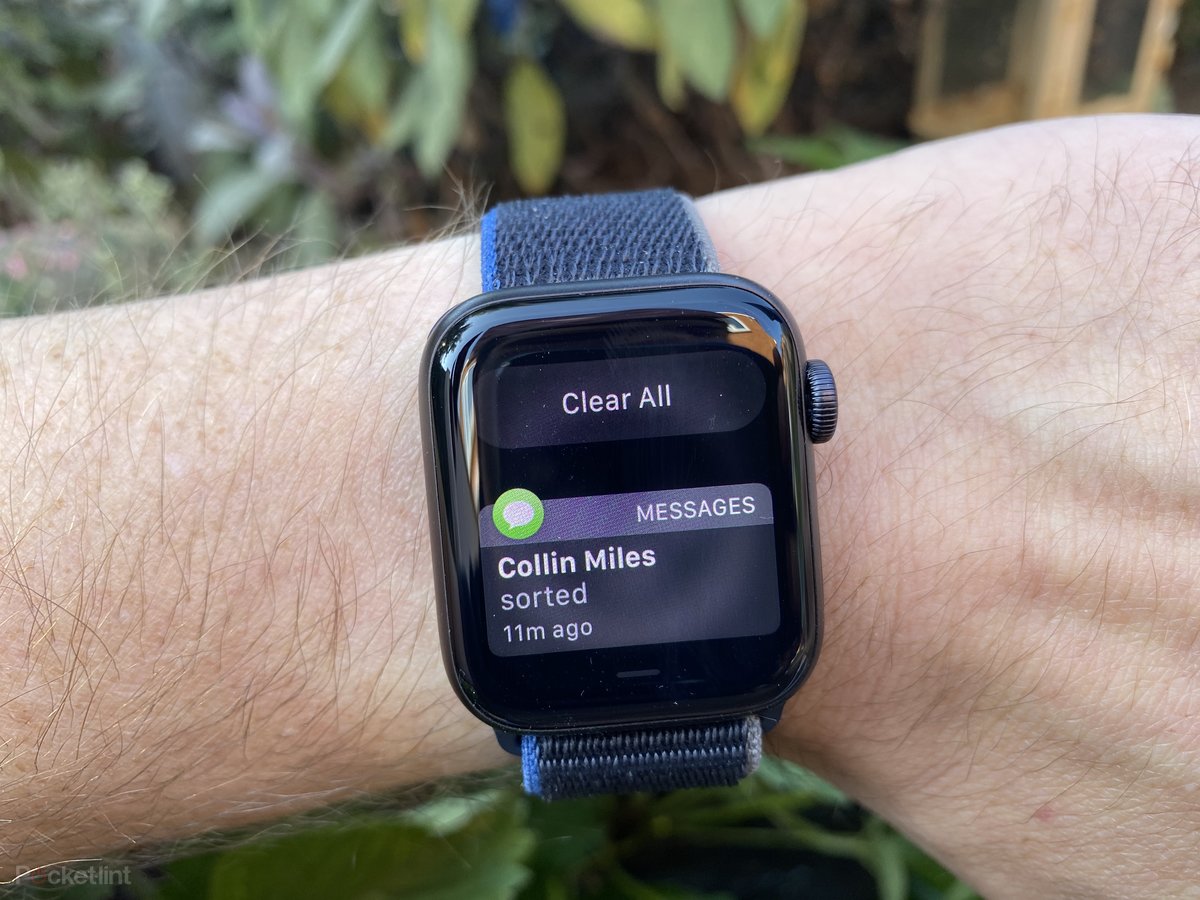 Clear All
MESSAGES
Collin Miles
sorted
11m ago
Pocketlint